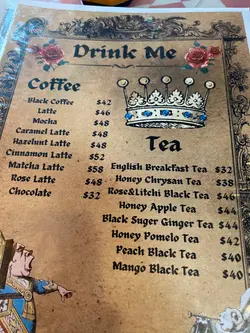 Drink Me
Coffee
Black Coffee $42
Latte $46
Mocha $48
Caramel Latte $48
Hazelunt Latte $48
Cinnamon Latte $52
Matcha Latte $58
Rose Latte $48
Chocolate $32
Tea
English Breakfast Tea $32
Honey Chrysan Tea $38
Rose&Litchi Black Tea $46
Honey Apple Tea $44
Black Suger Ginger Tea $44
Honey Pomelo Tea $42
Peach Black Tea $40
Mango Black Tea $40